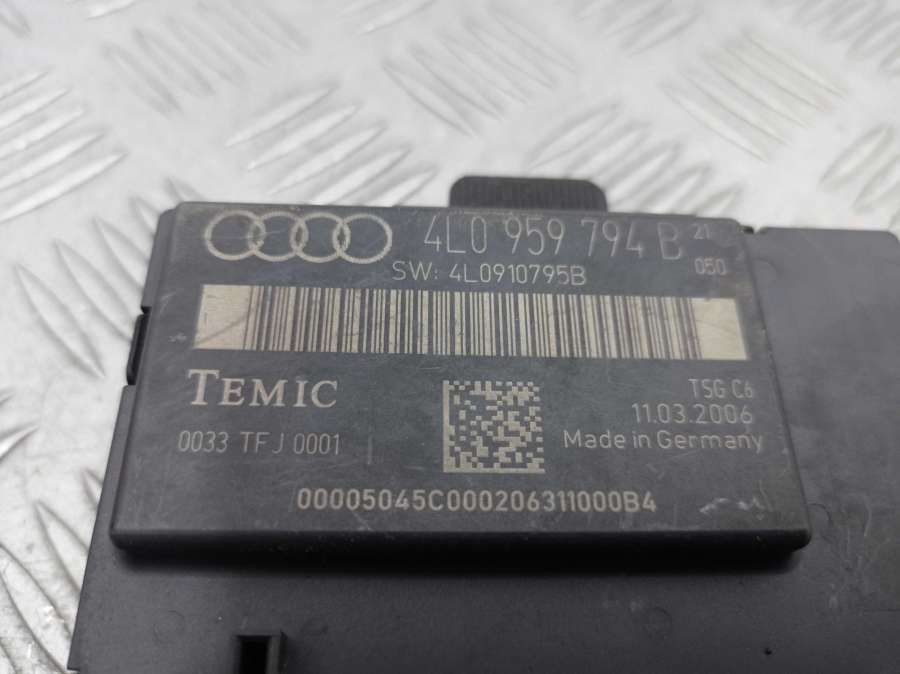 4L0 959 794 B
050
SW: 4L0910795B
TEMIC
TSG C6
11.03.2006
0033 TFJ 0001
Made in Germany
00005045C000206311000B4